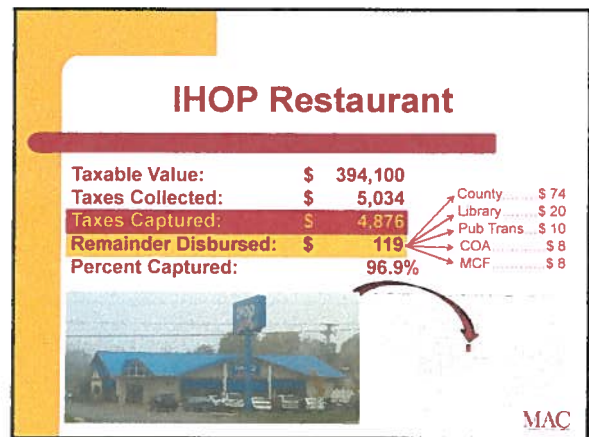 IHOP Restaurant
Taxable Value: $ 394,100
Taxes Collected: $ 5,034
Taxes Captured: $ 4,876
Remainder Disbursed: $ 119
Percent Captured: 96.9%
County ....... $ 74
Library ....... $ 20
Pub Trans .... $ 10
COA ............. $ 8
MCF ............. $ 8
MAC